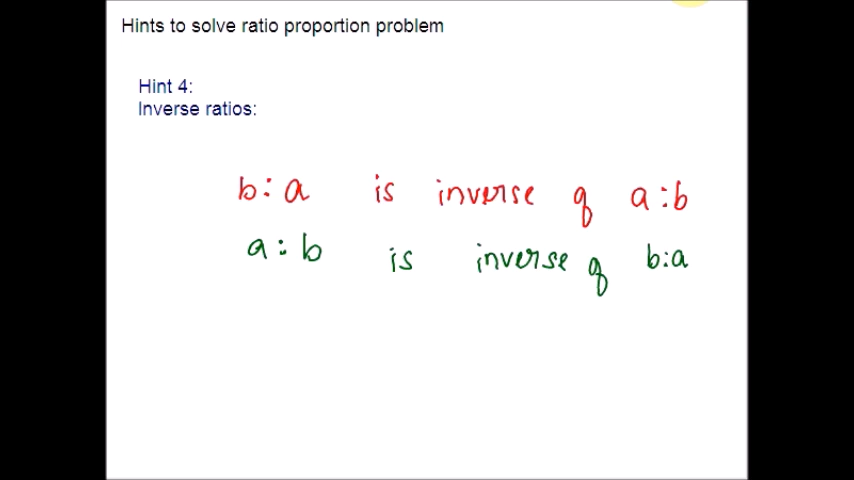 Hints to solve ratio proportion problem
Hint 4:
Inverse ratios:
b : a is inverse of a : b
a : b is inverse of b : a